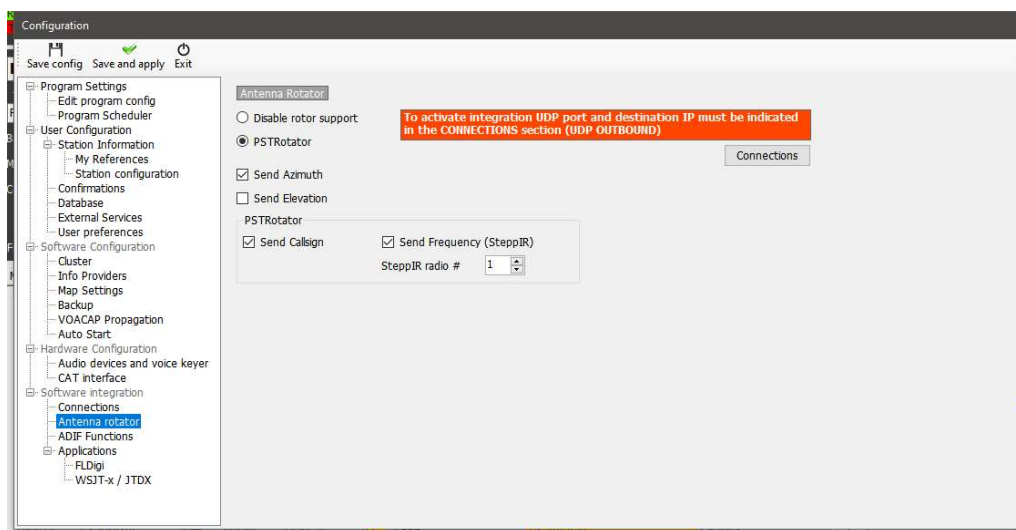 Configuration
Save config Save and apply Exit
Program Settings
Edit program config
Program Scheduler
User Configuration
Station Information
My References
Station configuration
Confirmations
Database
External Services
User preferences
Software Configuration
Cluster
Info Providers
Map Settings
Backup
VOACAP Propagation
Auto Start
Hardware Configuration
Audio devices and voice keyer
CAT interface
Software integration
Connections
Antenna rotator
ADIF Functions
Applications
FLDigi
WSJT-x / JTDX
Antenna Rotator
Disable rotor support
PSTRotator
To activate integration UDP port and destination IP must be indicated
in the CONNECTIONS section (UDP OUTBOUND)
Connections
Send Azimuth
Send Elevation
PSTRotator
Send Callsign
Send Frequency (SteppIR)
SteppIR radio # 1